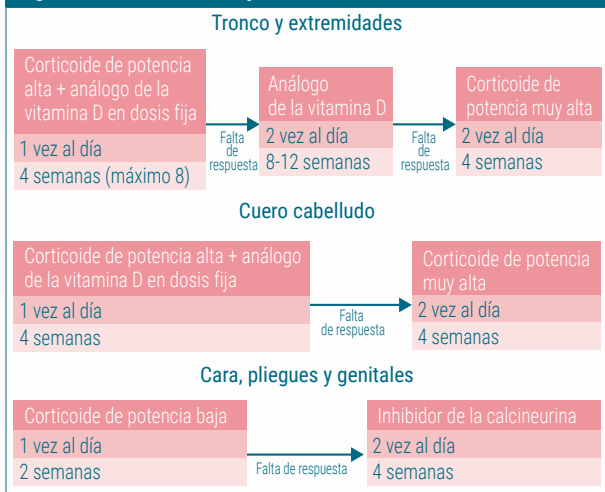 Tronco y extremidades
Corticoide de potencia
alta + análogo de la
vitamina D en dosis fija
1 vez al día
4 semanas (máximo 8)
Falta
de
respuesta
Análogo
de la vitamina D
2 vez al día
8-12 semanas
Falta
de
respuesta
Corticoide de
potencia muy alta
2 vez al día
4 semanas
Cuero cabelludo
Corticoide de potencia alta + análogo
de la vitamina D en dosis fija
1 vez al día
4 semanas
Falta
de respuesta
Corticoide de potencia
muy alta
2 vez al día
4 semanas
Cara, pliegues y genitales
Corticoide de potencia baja
1 vez al día
2 semanas
Falta de respuesta
Inhibidor de la calcineurina
2 vez al día
4 semanas